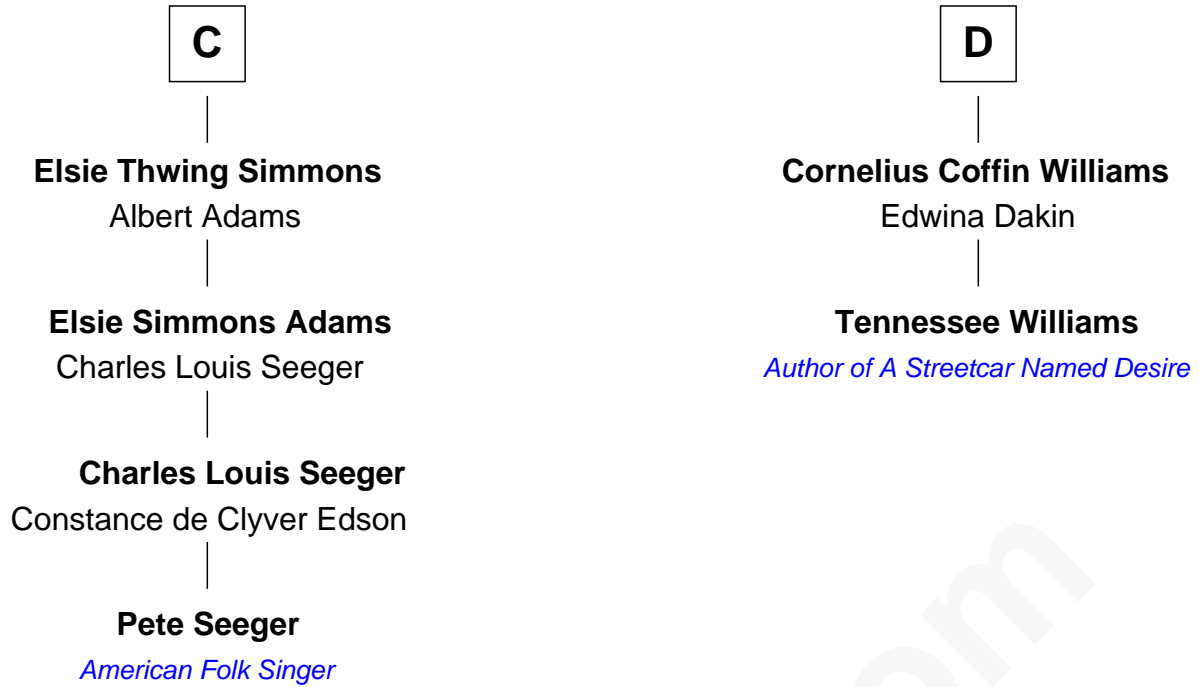 C
Elsie Thwing Simmons
Albert Adams
Elsie Simmons Adams
Charles Louis Seeger
Charles Louis Seeger
Constance de Clyver Edson
Pete Seeger
American Folk Singer
D
Cornelius Coffin Williams
Edwina Dakin
Tennessee Williams
Author of A Streetcar Named Desire
om